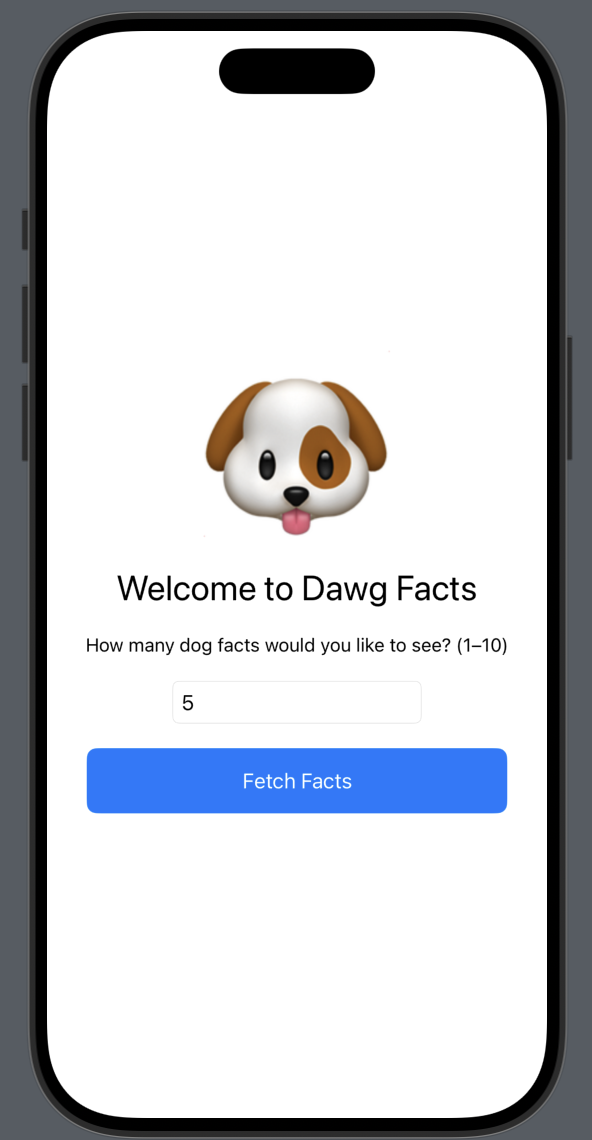 Welcome to Dawg Facts
How many dog facts would you like to see? (1–10)
5
Fetch Facts